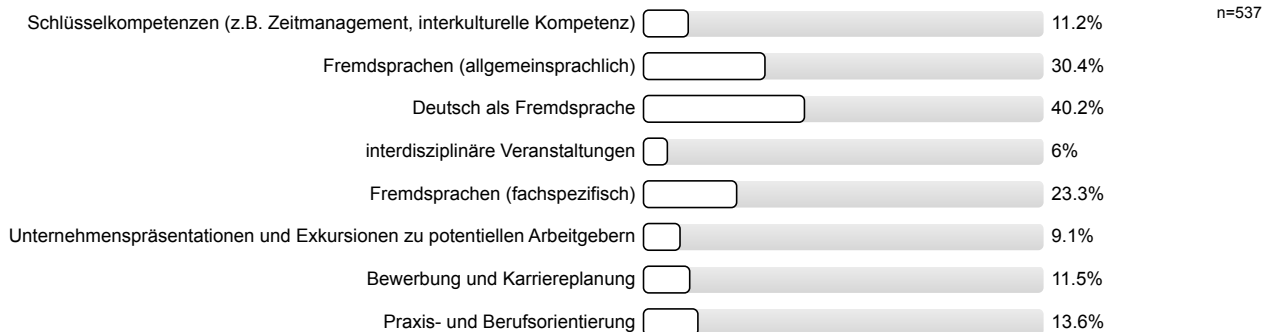 Schlüsselkompetenzen (z.B. Zeitmanagement, interkulturelle Kompetenz) 11.2% n=537
Fremdsprachen (allgemeinsprachlich) 30.4%
Deutsch als Fremdsprache 40.2%
interdisziplinäre Veranstaltungen 6%
Fremdsprachen (fachspezifisch) 23.3%
Unternehmenspräsentationen und Exkursionen zu potentiellen Arbeitgebern 9.1%
Bewerbung und Karriereplanung 11.5%
Praxis- und Berufsorientierung 13.6%